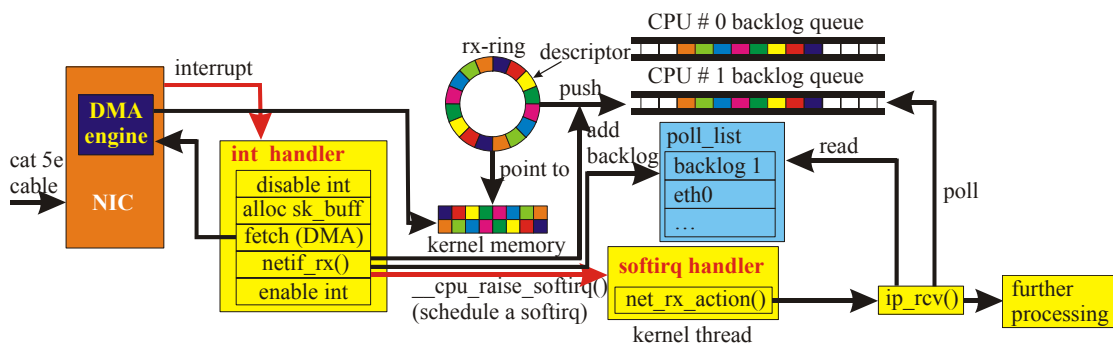 CPU # 0 backlog queue
rx-ring
descriptor
interrupt
CPU # 1 backlog queue
push
DMA
engine
add
backlog
poll_list
backlog 1
eth0
...
read
int handler
point to
cat 5e
cable
NIC
disable int
alloc sk_buff
fetch (DMA)
netif_rx()
enable int
kernel memory
poll
softirq handler
__cpu_raise_softirq()
(schedule a softirq)
net_rx_action()
ip_rcv()
further
processing
kernel thread